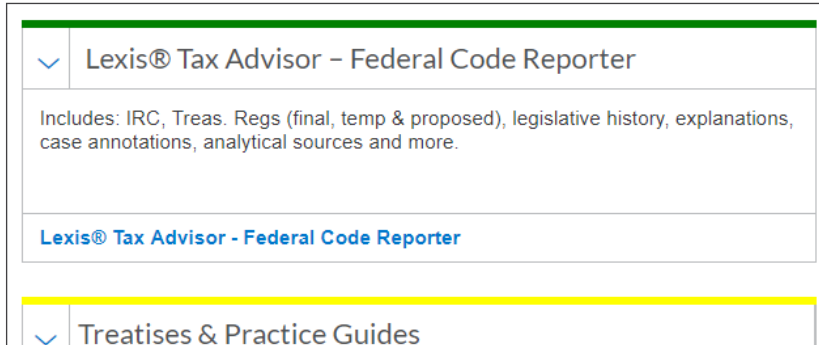 Lexis® Tax Advisor – Federal Code Reporter
Includes: IRC, Treas. Regs (final, temp & proposed), legislative history, explanations,
case annotations, analytical sources and more.
Lexis® Tax Advisor - Federal Code Reporter
Treatises & Practice Guides